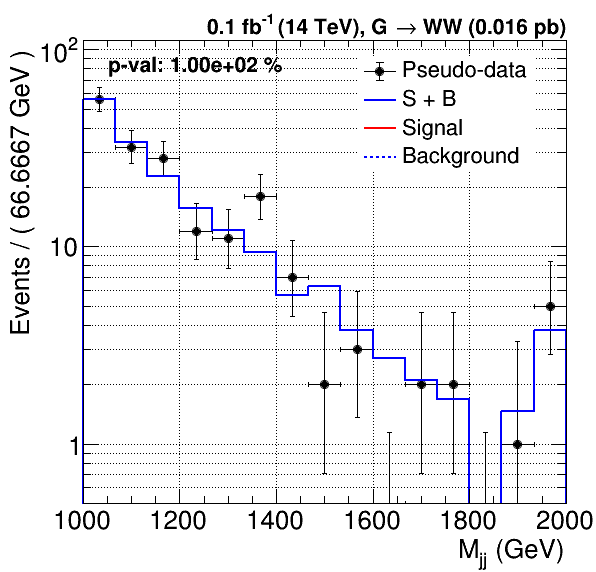 0.1 fb⁻¹ (14 TeV), G → WW (0.016 pb)
p-val: 1.00e+02 %
Pseudo-data
S + B
Signal
Background
Events / ( 66.6667 GeV )
10²
10
1
1000 1200 1400 1600 1800 2000
M_jj (GeV)